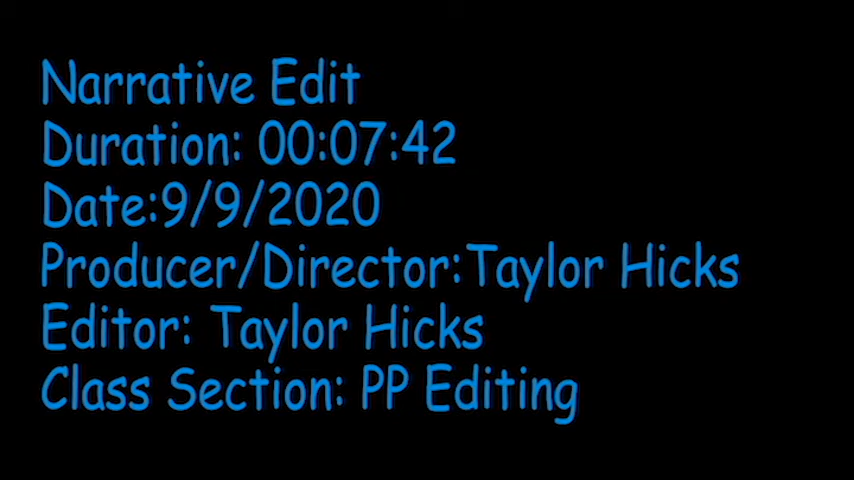 Narrative Edit
Duration: 00:07:42
Date:9/9/2020
Producer/Director:Taylor Hicks
Editor: Taylor Hicks
Class Section: PP Editing